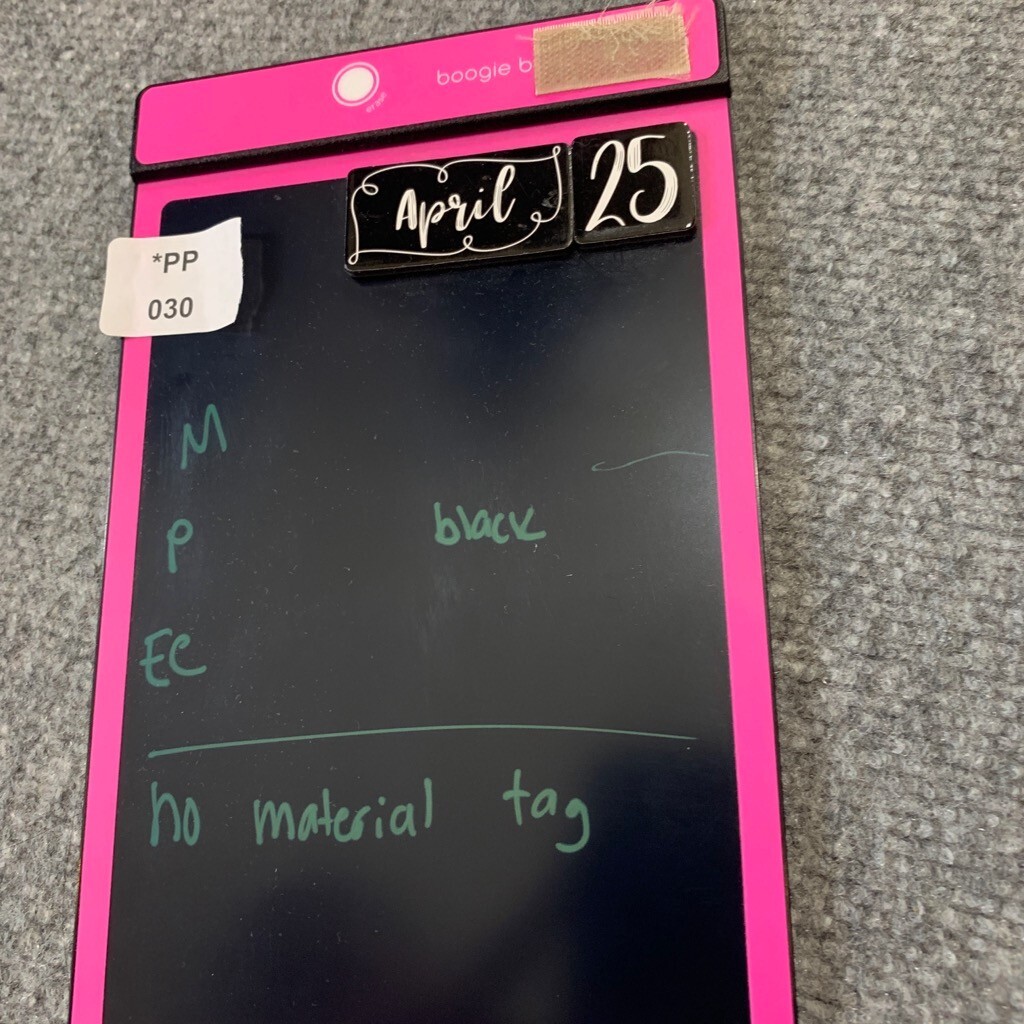 boogie b
April 25
*PP
030
M
P black
EC
no material tag